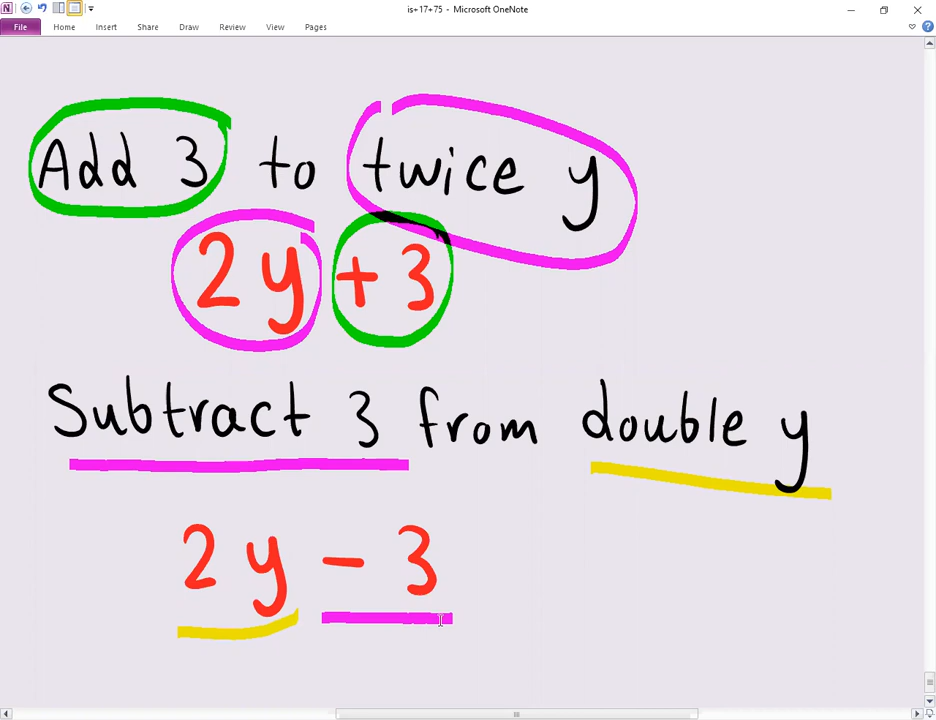 is+17+75 - Microsoft OneNote
File Home Insert Share Draw Review View Pages
Add 3 to twice y
2y + 3
Subtract 3 from double y
2y - 3